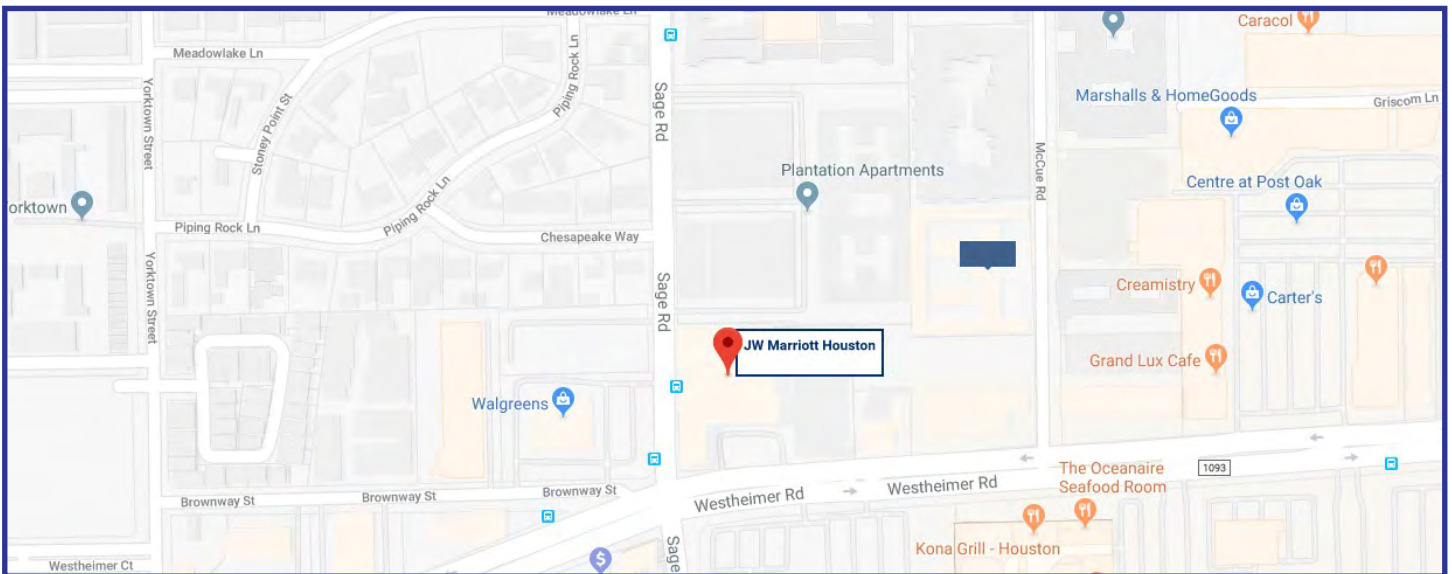 Meadowlake Ln
Caracol
Meadowlake Ln
Yorktown Street
Stoney Point St
Piping Rock Ln
Sage Rd
Marshalls & HomeGoods
Griscom Ln
McCue Rd
Plantation Apartments
Centre at Post Oak
orktown
Piping Rock Ln
Piping Rock Ln
Chesapeake Way
Yorktown Street
Sage Rd
Creamistry
Carter's
JW Marriott Houston
Grand Lux Cafe
Walgreens
Brownway St
Brownway St
Brownway St
Westheimer Rd
Westheimer Rd
The Oceanaire
Seafood Room
1093
Kona Grill - Houston
$
Sage
Westheimer Ct